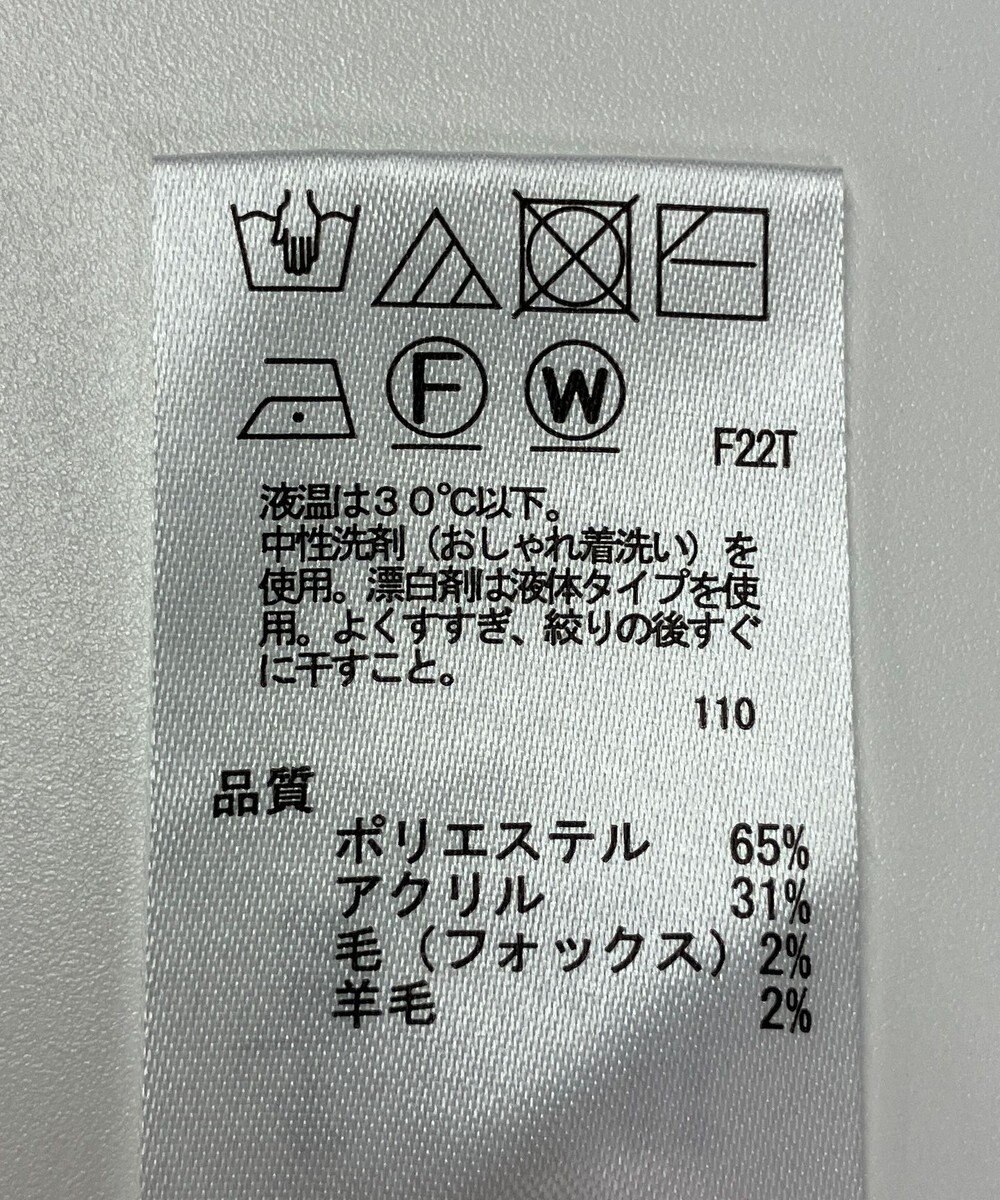 F
W
F22T
液温は30℃以下。
中性洗剤（おしゃれ着洗い）を
使用。漂白剤は液体タイプを使
用。よくすすぎ、絞りの後すぐ
に干すこと。
110
品質
ポリエステル 65%
アクリル 31%
毛（フォックス） 2%
羊毛 2%